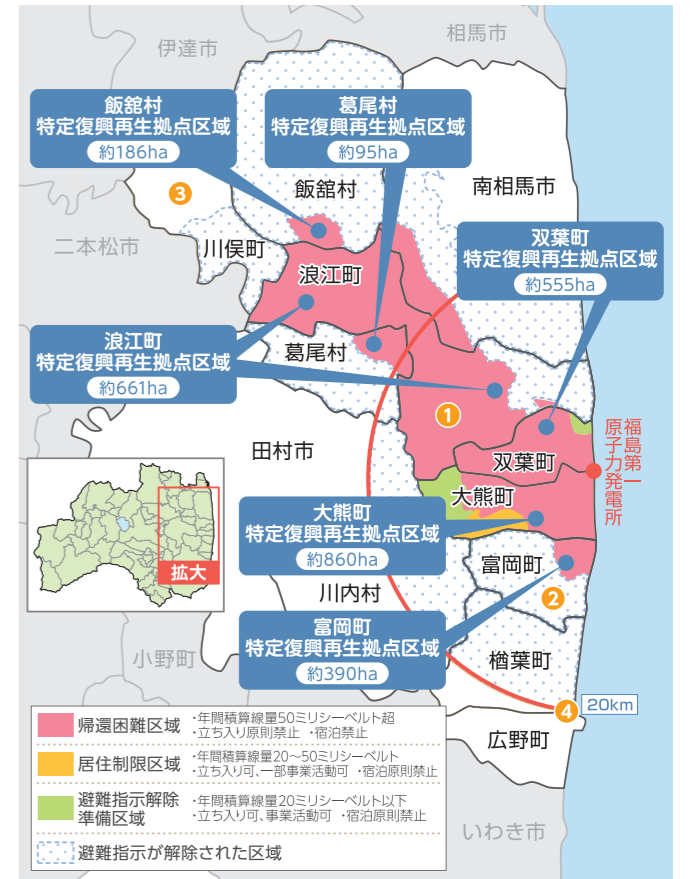 伊達市
相馬市
飯舘村
特定復興再生拠点区域
約186ha
葛尾村
特定復興再生拠点区域
約95ha
3
飯舘村
南相馬市
二本松市
川俣町
双葉町
特定復興再生拠点区域
約555ha
浪江町
浪江町
特定復興再生拠点区域
約661ha
葛尾村
1
田村市
双葉町
福島第一
原子力発電所
大熊町
拡大
大熊町
特定復興再生拠点区域
約860ha
富岡町
川内村
2
富岡町
特定復興再生拠点区域
約390ha
小野町
楢葉町
4
20km
広野町
いわき市
帰還困難区域
・年間積算線量50ミリシーベルト超
・立ち入り原則禁止 ・宿泊禁止
居住制限区域
・年間積算線量20〜50ミリシーベルト
・立ち入り可、一部事業活動可 ・宿泊原則禁止
避難指示解除
準備区域
・年間積算線量20ミリシーベルト以下
・立ち入り可、事業活動可 ・宿泊原則禁止
避難指示が解除された区域